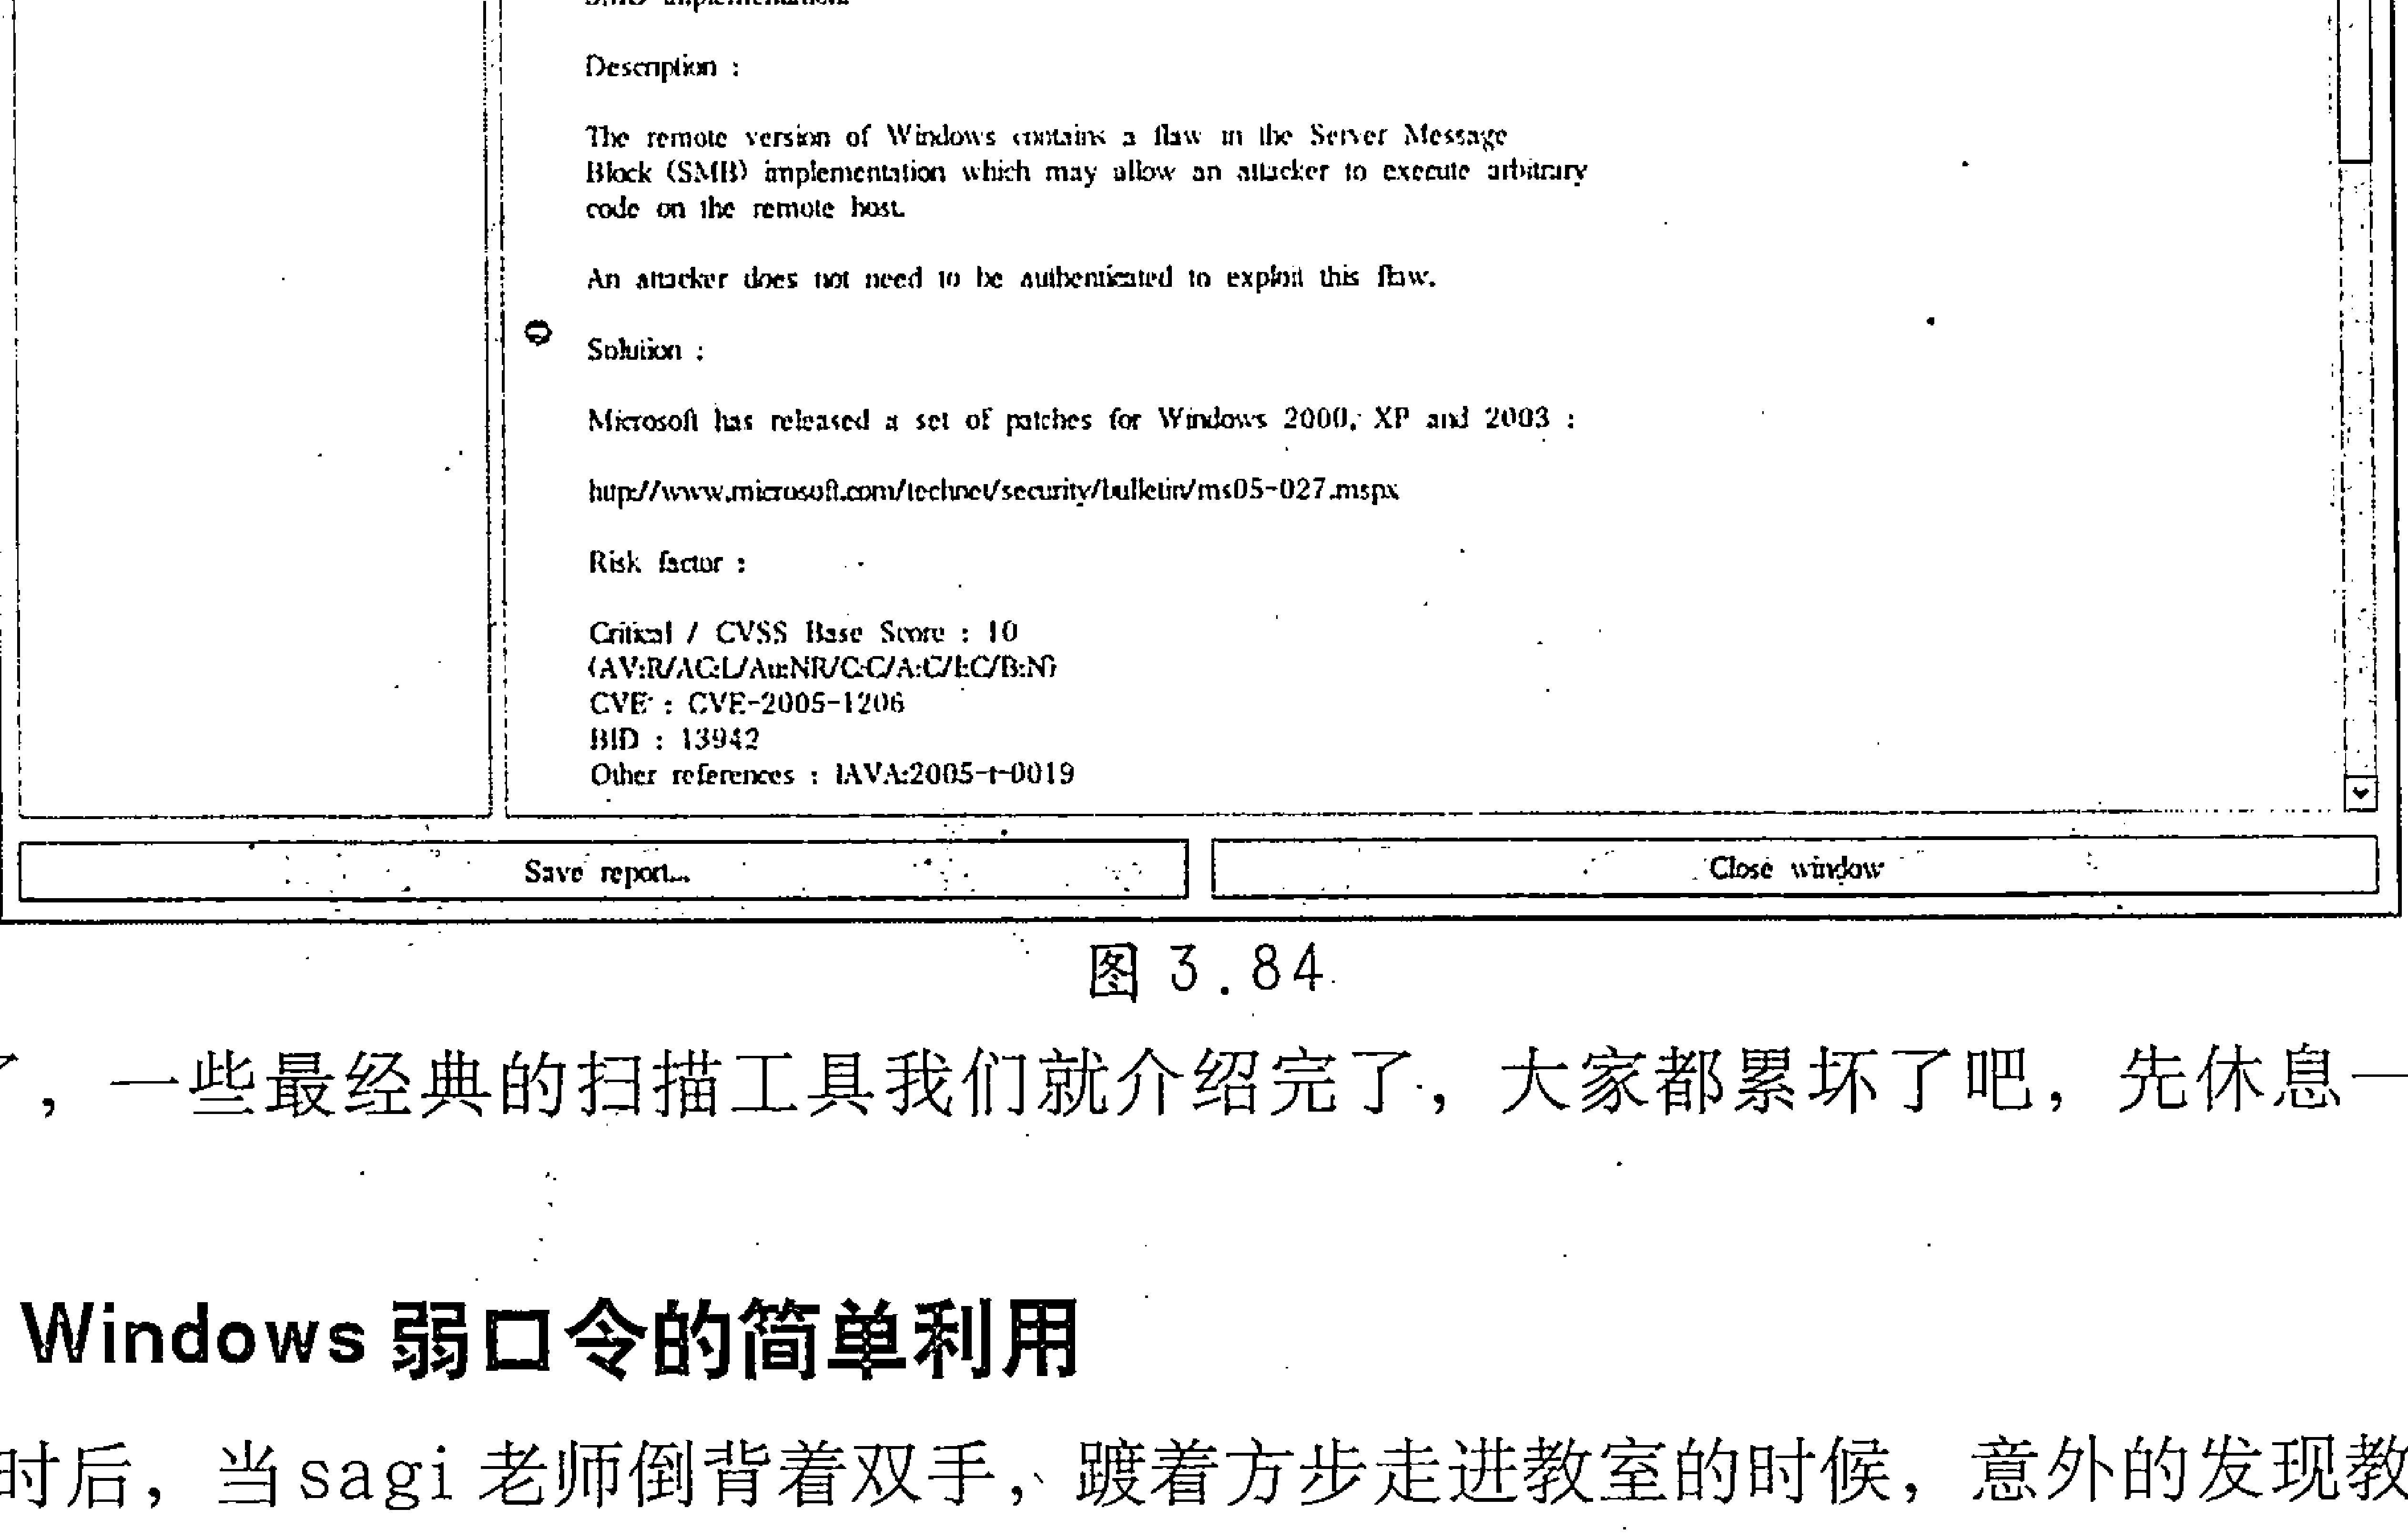 Description :
The remote version of Windows contains a flaw in the Server Message
Block (SMB) implementation which may allow an attacker to execute arbitrary
code on the remote host.
An attacker does not need to be authenticated to exploit this flaw.
Solution :
Microsoft has released a set of patches for Windows 2000, XP and 2003 :
http://www.microsoft.com/technet/security/bulletin/ms05-027.mspx
Risk factor :
Critical / CVSS Base Score : 10
(AV:R/AC:L/Au:NR/C:C/A:C/I:C/B:N)
CVE : CVE-2005-1206
BID : 13942
Other references : IAVA:2005-t-0019
Save report...
Close window
图 3.84
，一些最经典的扫描工具我们就介绍完了，大家都累坏了吧，先休息一
Windows 弱口令的简单利用
时后，当sagi老师倒背着双手，踱着方步走进教室的时候，意外的发现教